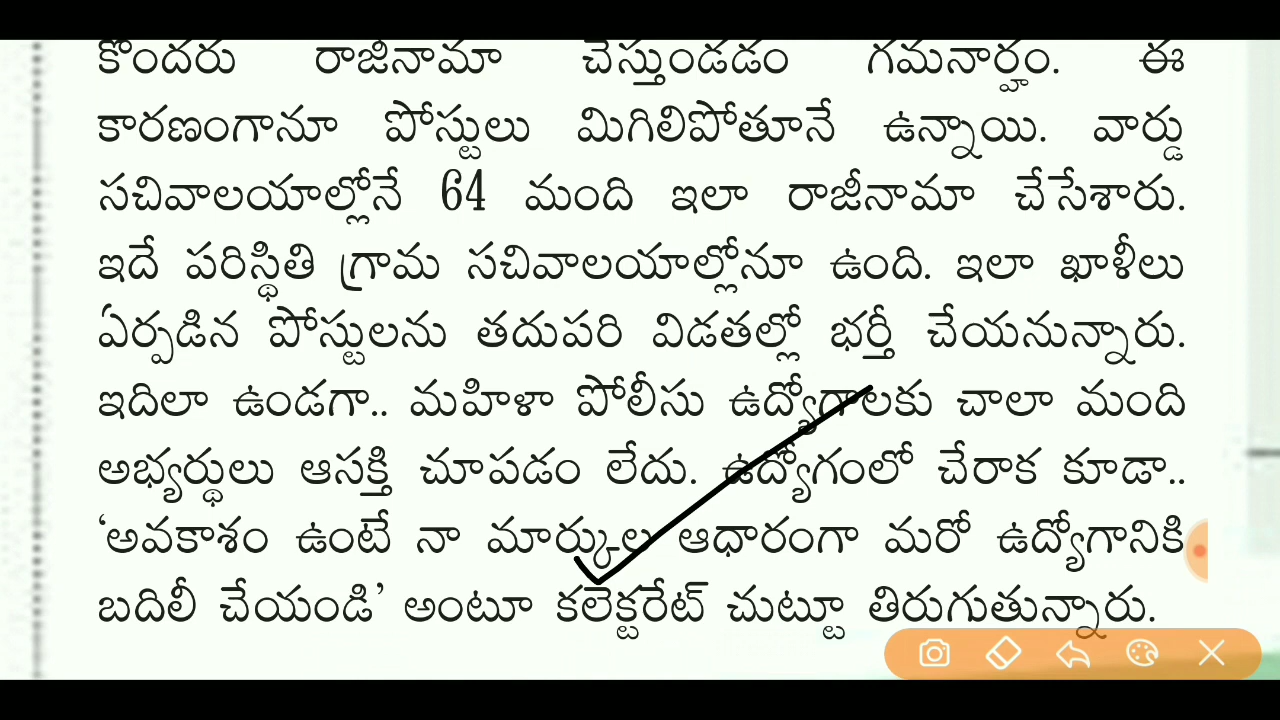 కొందరు రాజీనామా చేస్తుండడం గమనార్హం. ఈ
కారణంగానూ పోస్టులు మిగిలిపోతూనే ఉన్నాయి. వార్డు
సచివాలయాల్లోనే 64 మంది ఇలా రాజీనామా చేసేశారు.
ఇదే పరిస్థితి గ్రామ సచివాలయాల్లోనూ ఉంది. ఇలా ఖాళీలు
ఏర్పడిన పోస్టులను తదుపరి విడతల్లో భర్తీ చేయనున్నారు.
ఇదిలా ఉండగా.. మహిళా పోలీసు ఉద్యోగాలకు చాలా మంది
అభ్యర్థులు ఆసక్తి చూపడం లేదు. ఉద్యోగంలో చేరాక కూడా..
‘అవకాశం ఉంటే నా మార్కుల ఆధారంగా మరో ఉద్యోగానికి
బదిలీ చేయండి’ అంటూ కలెక్టరేట్ చుట్టూ తిరుగుతున్నారు.